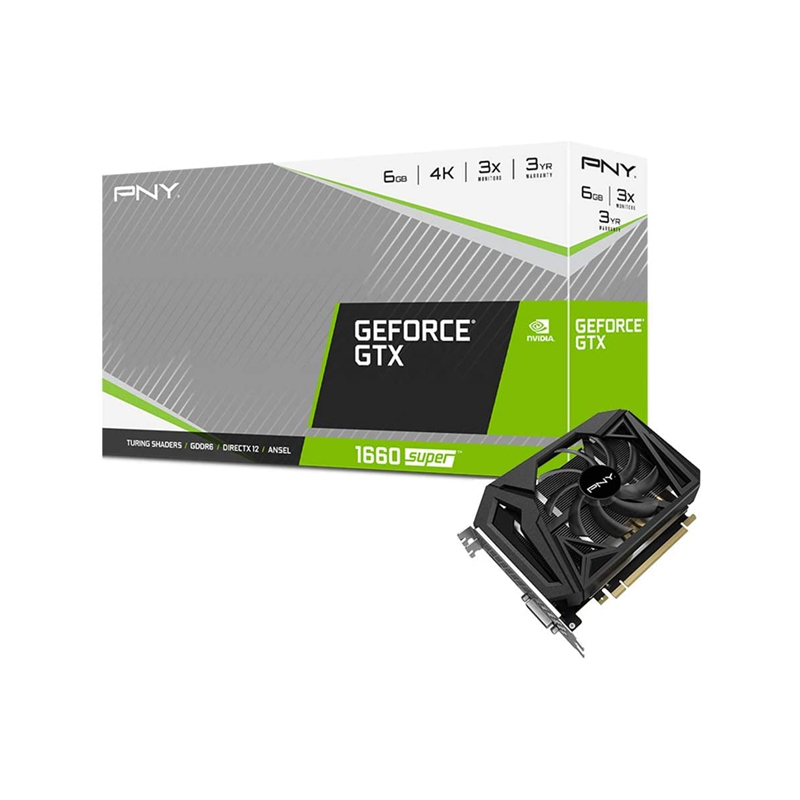 PNY.
6GB | 4K | 3X MONITORS | 3YR WARRANTY
GEFORCE®
GTX
NVIDIA.
TURING SHADERS / GDDR6 / DIRECTX 12 / ANSEL
1660 SUPER™
PNY.
6GB | 3X MONITORS
3YR WARRANTY
GEFORCE®
GTX
PNY